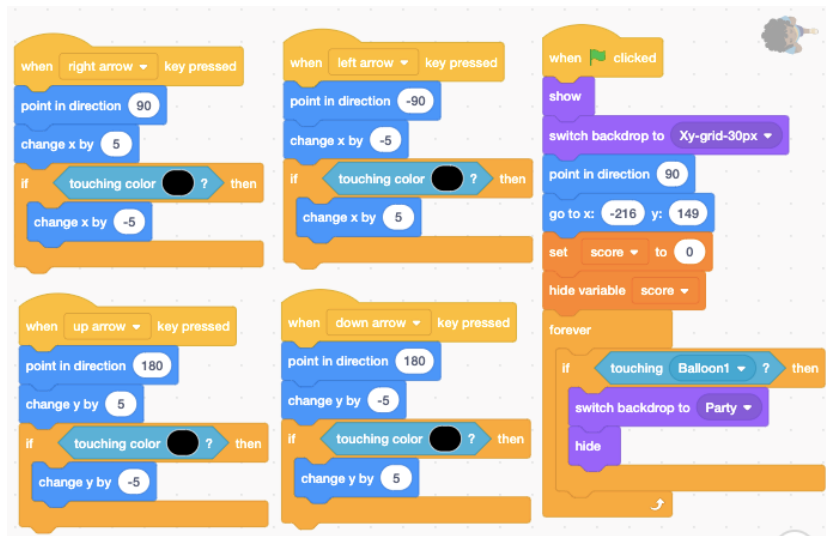 when right arrow key pressed
point in direction 90
change x by 5
if touching color ? then
change x by -5
when left arrow key pressed
point in direction -90
change x by -5
if touching color ? then
change x by 5
when clicked
show
switch backdrop to Xy-grid-30px
point in direction 90
go to x: -216 y: 149
set score to 0
hide variable score
forever
if touching Balloon1 ? then
switch backdrop to Party
hide
when up arrow key pressed
point in direction 180
change y by 5
if touching color ? then
change y by -5
when down arrow key pressed
point in direction 180
change y by -5
if touching color ? then
change y by 5